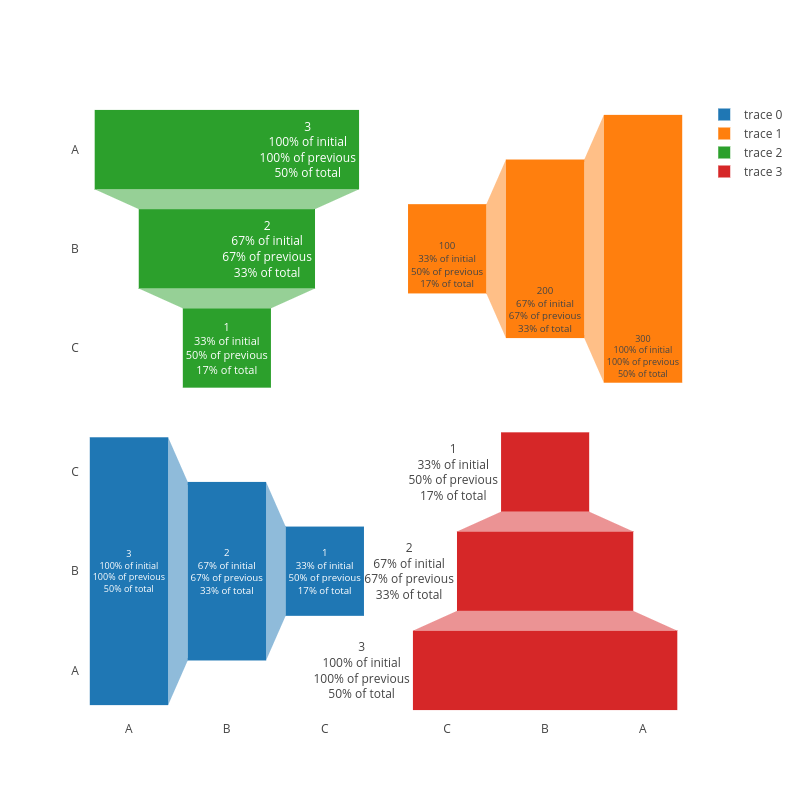 trace 0
trace 1
trace 2
trace 3
A
3
100% of initial
100% of previous
50% of total
B
2
67% of initial
67% of previous
33% of total
C
1
33% of initial
50% of previous
17% of total
100
33% of initial
50% of previous
17% of total
200
67% of initial
67% of previous
33% of total
300
100% of initial
100% of previous
50% of total
C
B
A
3
100% of initial
100% of previous
50% of total
2
67% of initial
67% of previous
33% of total
1
33% of initial
50% of previous
17% of total
A
B
C
1
33% of initial
50% of previous
17% of total
2
67% of initial
67% of previous
33% of total
3
100% of initial
100% of previous
50% of total
C
B
A